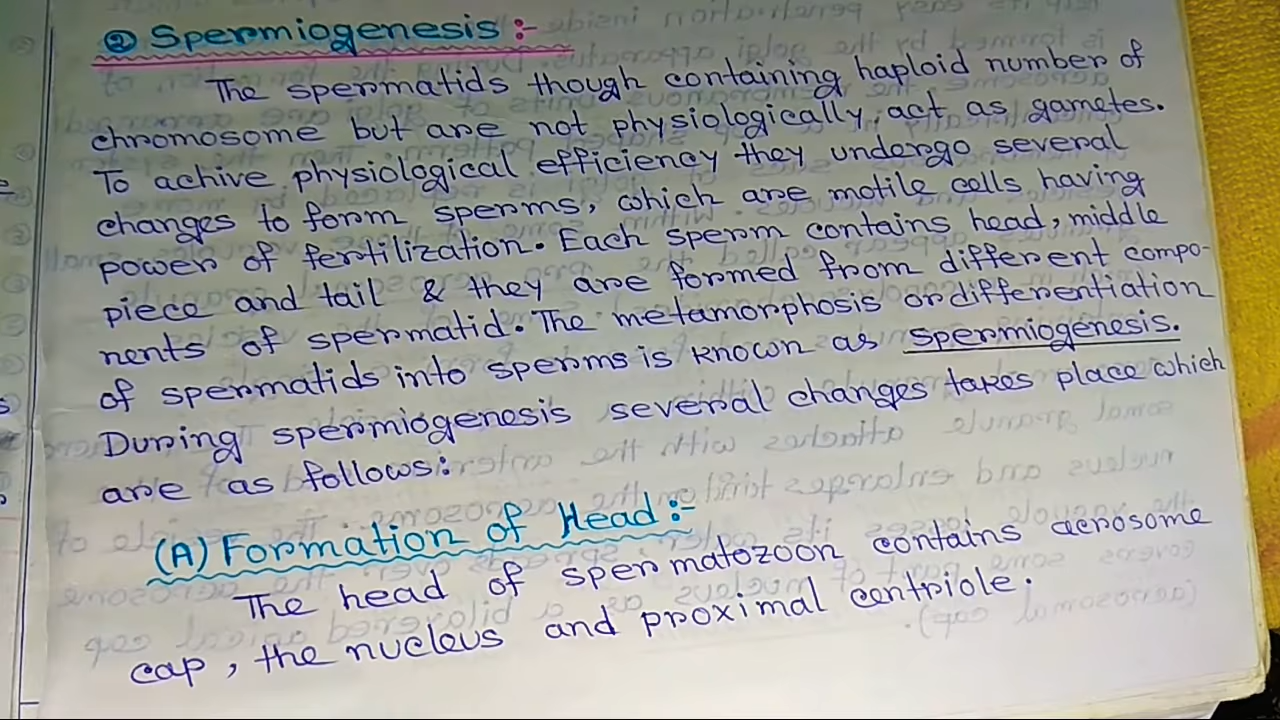 ② Spermiogenesis :-
The spermatids though containing haploid number of
chromosome but are not physiologically, act as gametes.
To achive physiological efficiency they undergo several
changes to form sperms, which are motile cells having
power of fertilization. Each sperm contains head, middle
piece and tail & they are formed from different compo-
nents of spermatid. The metamorphosis or differentiation
of spermatids into sperms is known as spermiogenesis.
During spermiogenesis several changes takes place which
are as follows:
(A) Formation of Head :-
The head of spermatozoon contains acrosome
cap, the nucleus and proximal centriole.